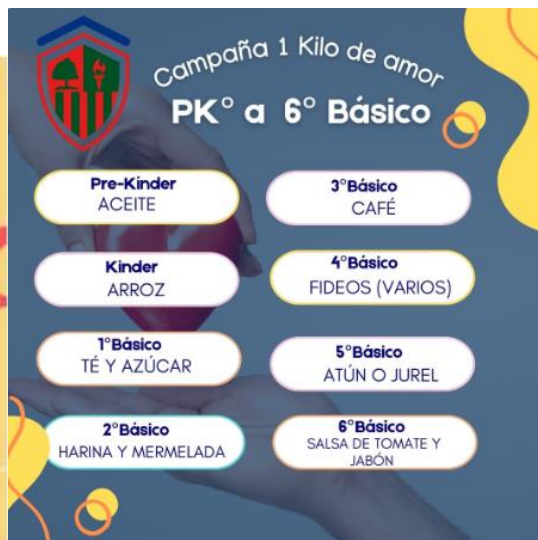 Campaña 1 Kilo de amor
PK° a 6° Básico
Pre-Kínder
ACEITE
Kinder
ARROZ
1°Básico
TÉ Y AZÚCAR
2°Básico
HARINA Y MERMELADA
3°Básico
CAFÉ
4°Básico
FIDEOS (VARIOS)
5°Básico
ATÚN O JUREL
6°Básico
SALSA DE TOMATE Y
JABÓN